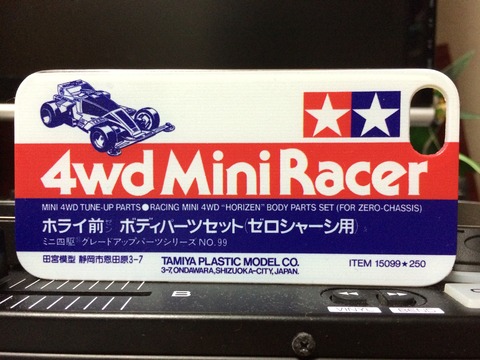 4wd Mini Racer
MINI 4WD TUNE-UP PARTS●RACING MINI 4WD "HORIZEN" BODY PARTS SET (FOR ZERO-CHASSIS)
ホライ前ゼン ボディパーツセット(ゼロシャーシ用)
ミニ四駆 グレードアップパーツシリーズ NO.99
田宮模型 静岡市恩田原3-7 TAMIYA PLASTIC MODEL CO.
3-7, ONDAWARA, SHIZUOKA-CITY, JAPAN.
ITEM 15099★250
B
VINYL